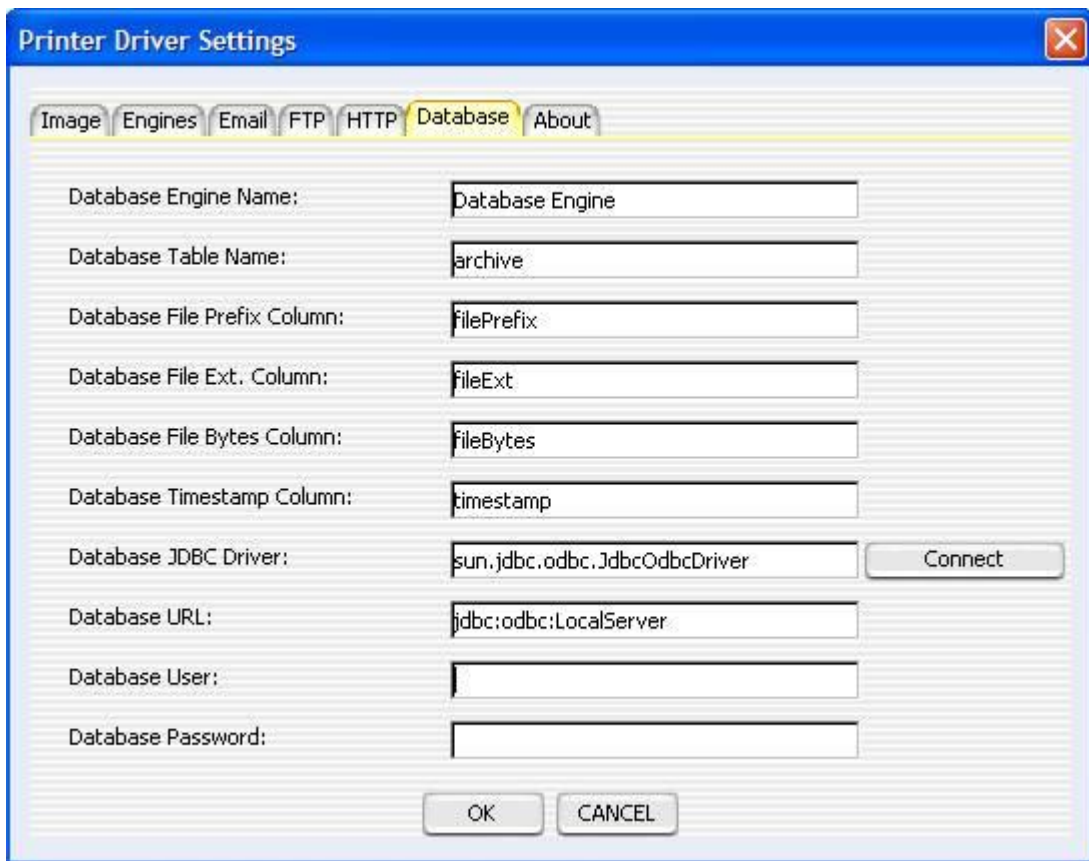 Printer Driver Settings
Image Engines Email FTP HTTP Database About
Database Engine Name: Database Engine
Database Table Name: archive
Database File Prefix Column: filePrefix
Database File Ext. Column: fileExt
Database File Bytes Column: fileBytes
Database Timestamp Column: timestamp
Database JDBC Driver: sun.jdbc.odbc.JdbcOdbcDriver Connect
Database URL: jdbc:odbc:LocalServer
Database User:
Database Password:
OK CANCEL